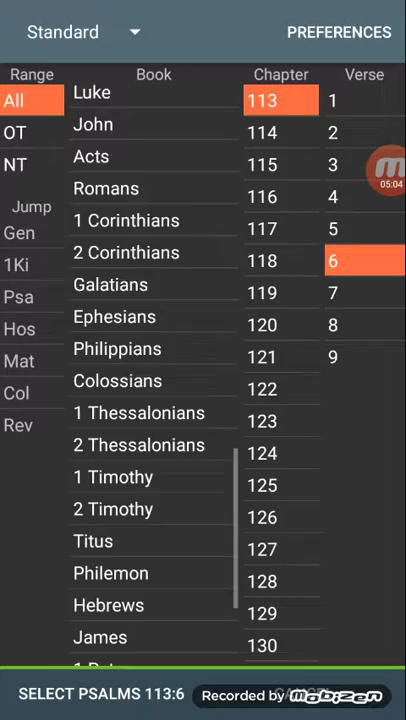 Standard
PREFERENCES
Range
Book
Chapter
Verse
All
OT
NT
Jump
Gen
1Ki
Psa
Hos
Mat
Col
Rev
Luke
John
Acts
Romans
1 Corinthians
2 Corinthians
Galatians
Ephesians
Philippians
Colossians
1 Thessalonians
2 Thessalonians
1 Timothy
2 Timothy
Titus
Philemon
Hebrews
James
113
114
115
116
117
118
119
120
121
122
123
124
125
126
127
128
129
130
1
2
3
4
5
6
7
8
9
05:04
SELECT PSALMS 113:6
Recorded by mobizen